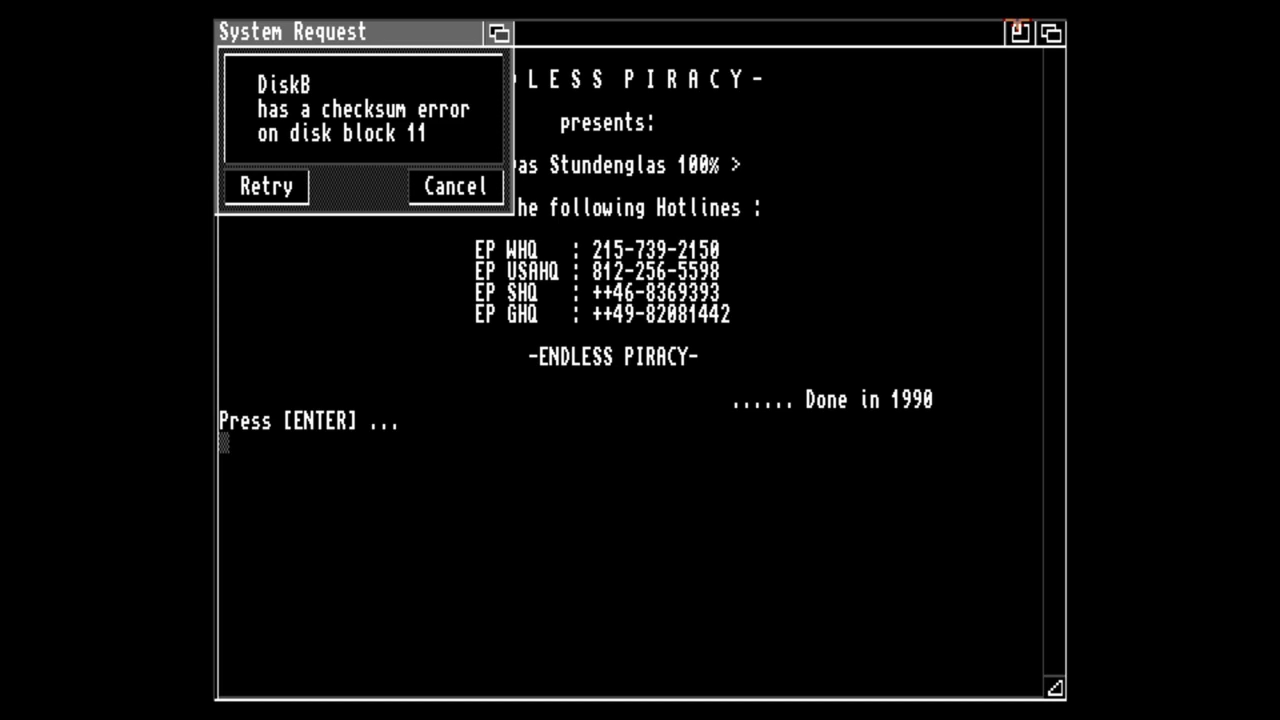 System Request
DiskB
has a checksum error
on disk block 11
Retry
Cancel
LESS PIRACY-
presents:
as Stundenglas 100% >
he following Hotlines :
EP WHQ : 215-739-2150
EP USAHQ : 812-256-5598
EP SHQ : ++46-8369393
EP GHQ : ++49-82081442
-ENDLESS PIRACY-
...... Done in 1990
Press [ENTER] ...